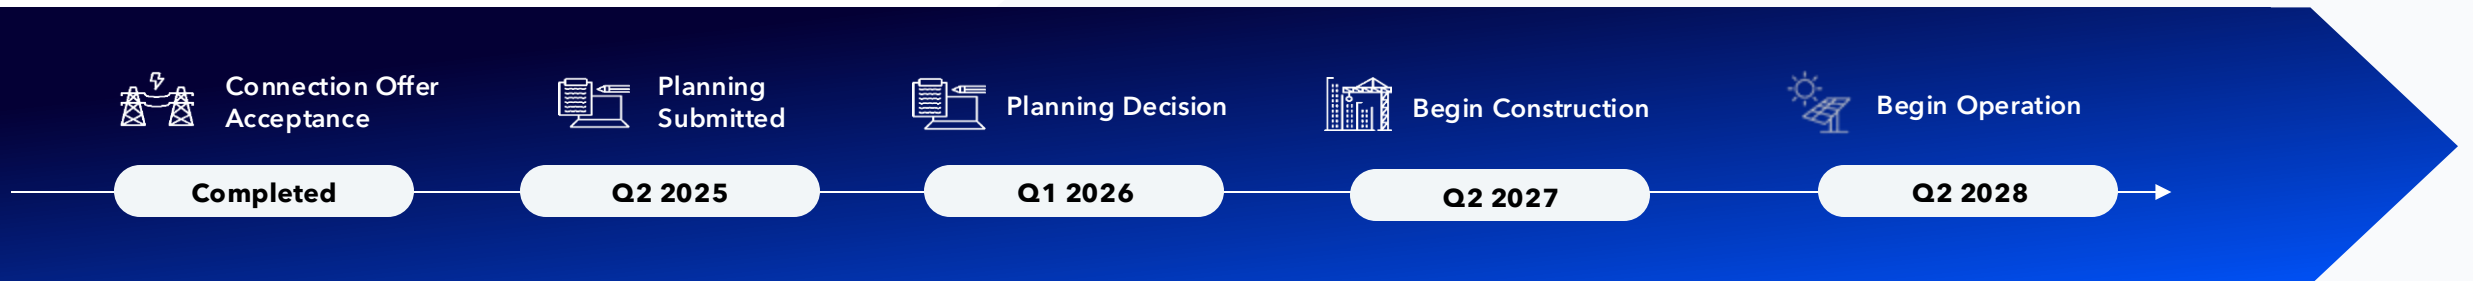 Connection Offer
Acceptance
Completed
Planning
Submitted
Q2 2025
Planning Decision
Q1 2026
Begin Construction
Q2 2027
Begin Operation
Q2 2028